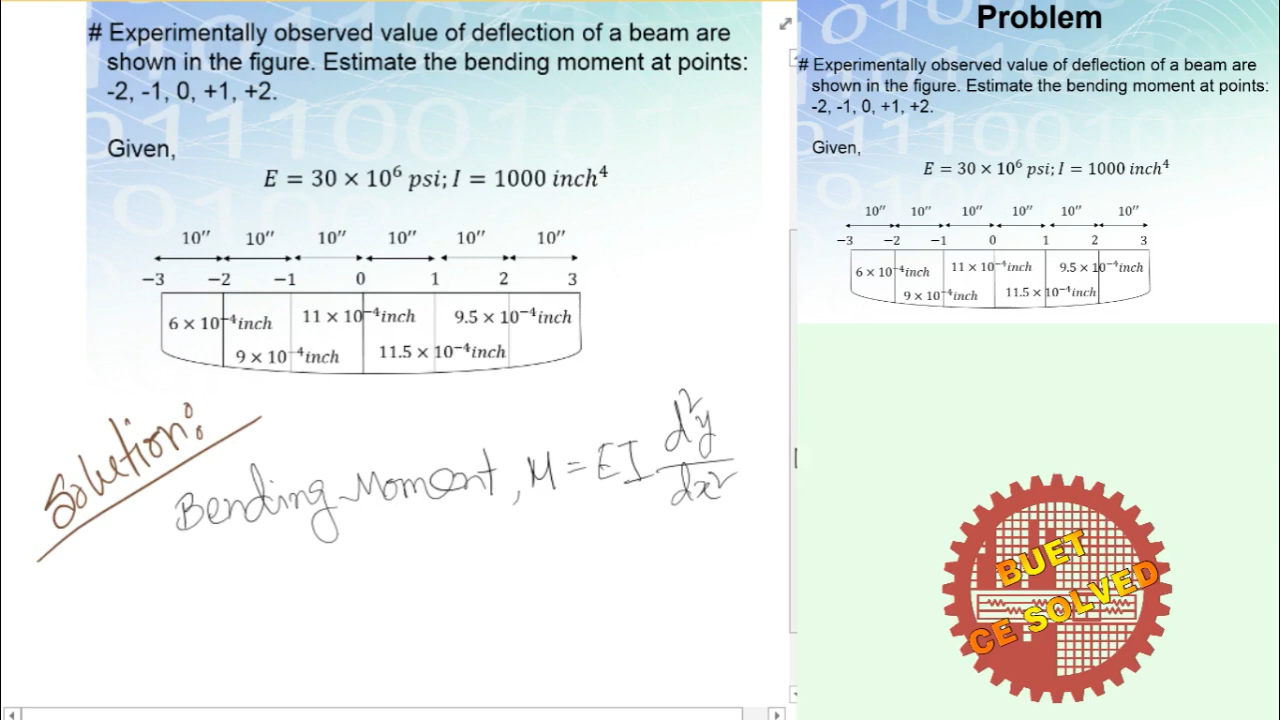 # Experimentally observed value of deflection of a beam are
shown in the figure. Estimate the bending moment at points:
-2, -1, 0, +1, +2.
Given,
E = 30 × 10⁶ psi; I = 1000 inch⁴
10″ 10″ 10″ 10″ 10″ 10″
−3 −2 −1 0 1 2 3
6 × 10⁻⁴inch 11 × 10⁻⁴inch 9.5 × 10⁻⁴inch
9 × 10⁻⁴inch 11.5 × 10⁻⁴inch
Solution:
Bending Moment, M = EI d²y/dx²
Problem
# Experimentally observed value of deflection of a beam are
shown in the figure. Estimate the bending moment at points:
-2, -1, 0, +1, +2.
Given,
E = 30 × 10⁶ psi; I = 1000 inch⁴
10″ 10″ 10″ 10″ 10″ 10″
−3 −2 −1 0 1 2 3
6 × 10⁻⁴inch 11 × 10⁻⁴inch 9.5 × 10⁻⁴inch
9 × 10⁻⁴inch 11.5 × 10⁻⁴inch
BUET
CE SOLVED